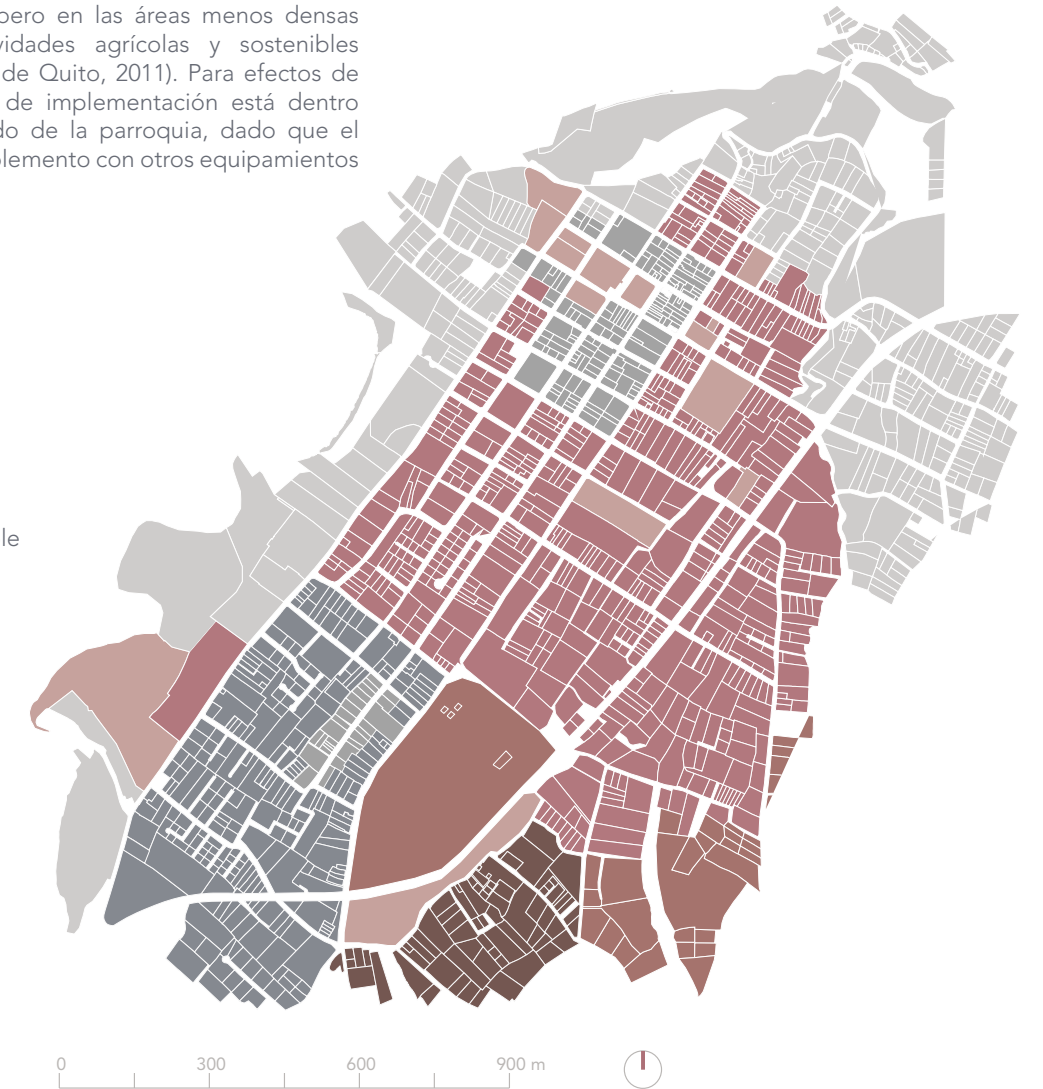 pero en las áreas menos densas
vidades agrícolas y sostenibles
de Quito, 2011). Para efectos de
de implementación está dentro
do de la parroquia, dado que el
plemento con otros equipamientos
le
0 300 600 900 m